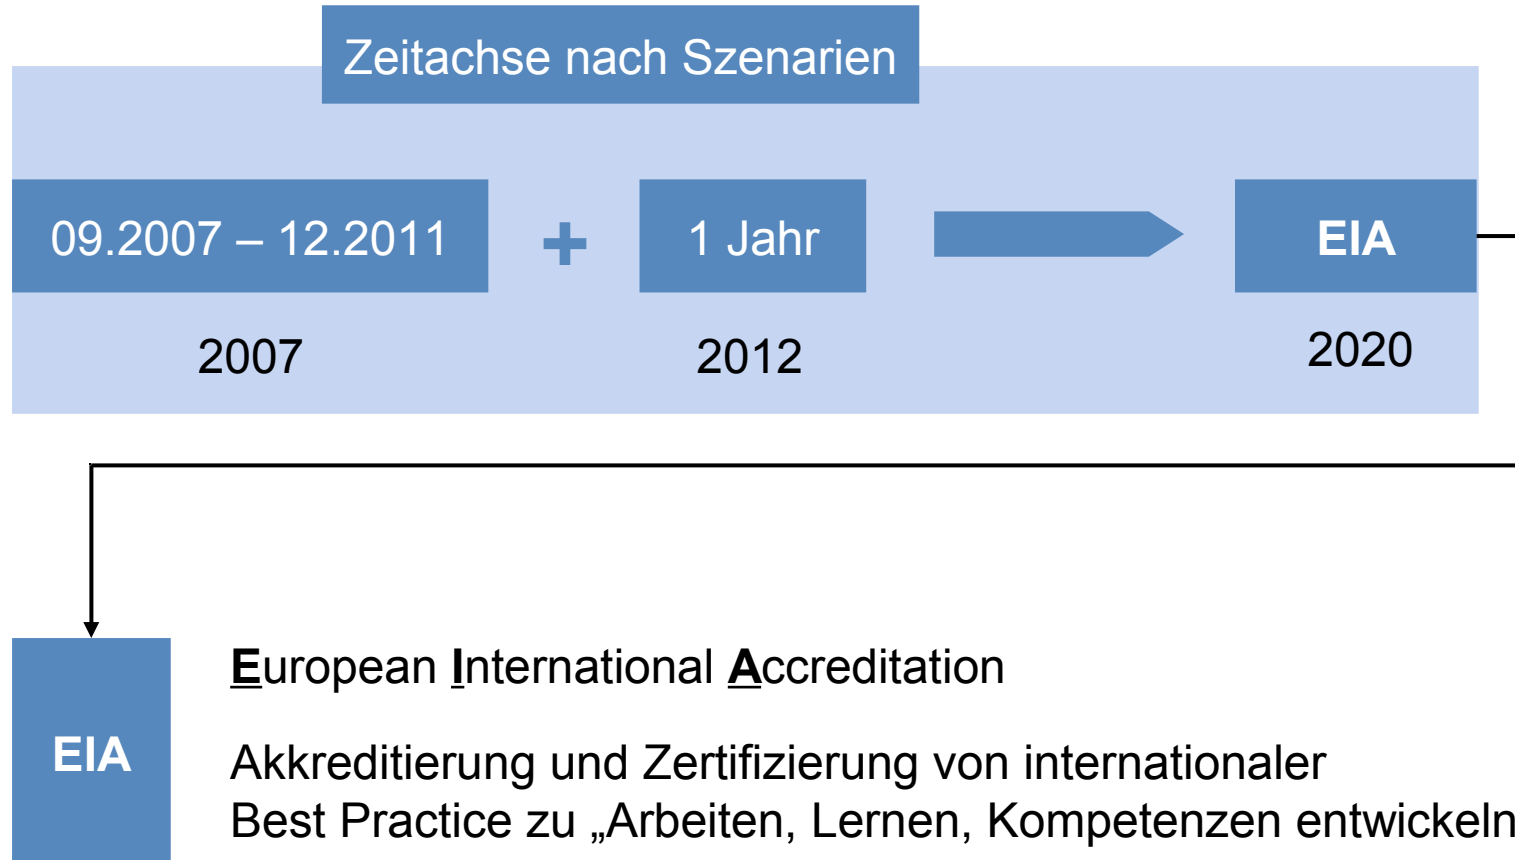 Zeitachse nach Szenarien
09.2007 – 12.2011 + 1 Jahr EIA
2007 2012 2020
European International Accreditation
EIA
Akkreditierung und Zertifizierung von internationaler
Best Practice zu „Arbeiten, Lernen, Kompetenzen entwickeln